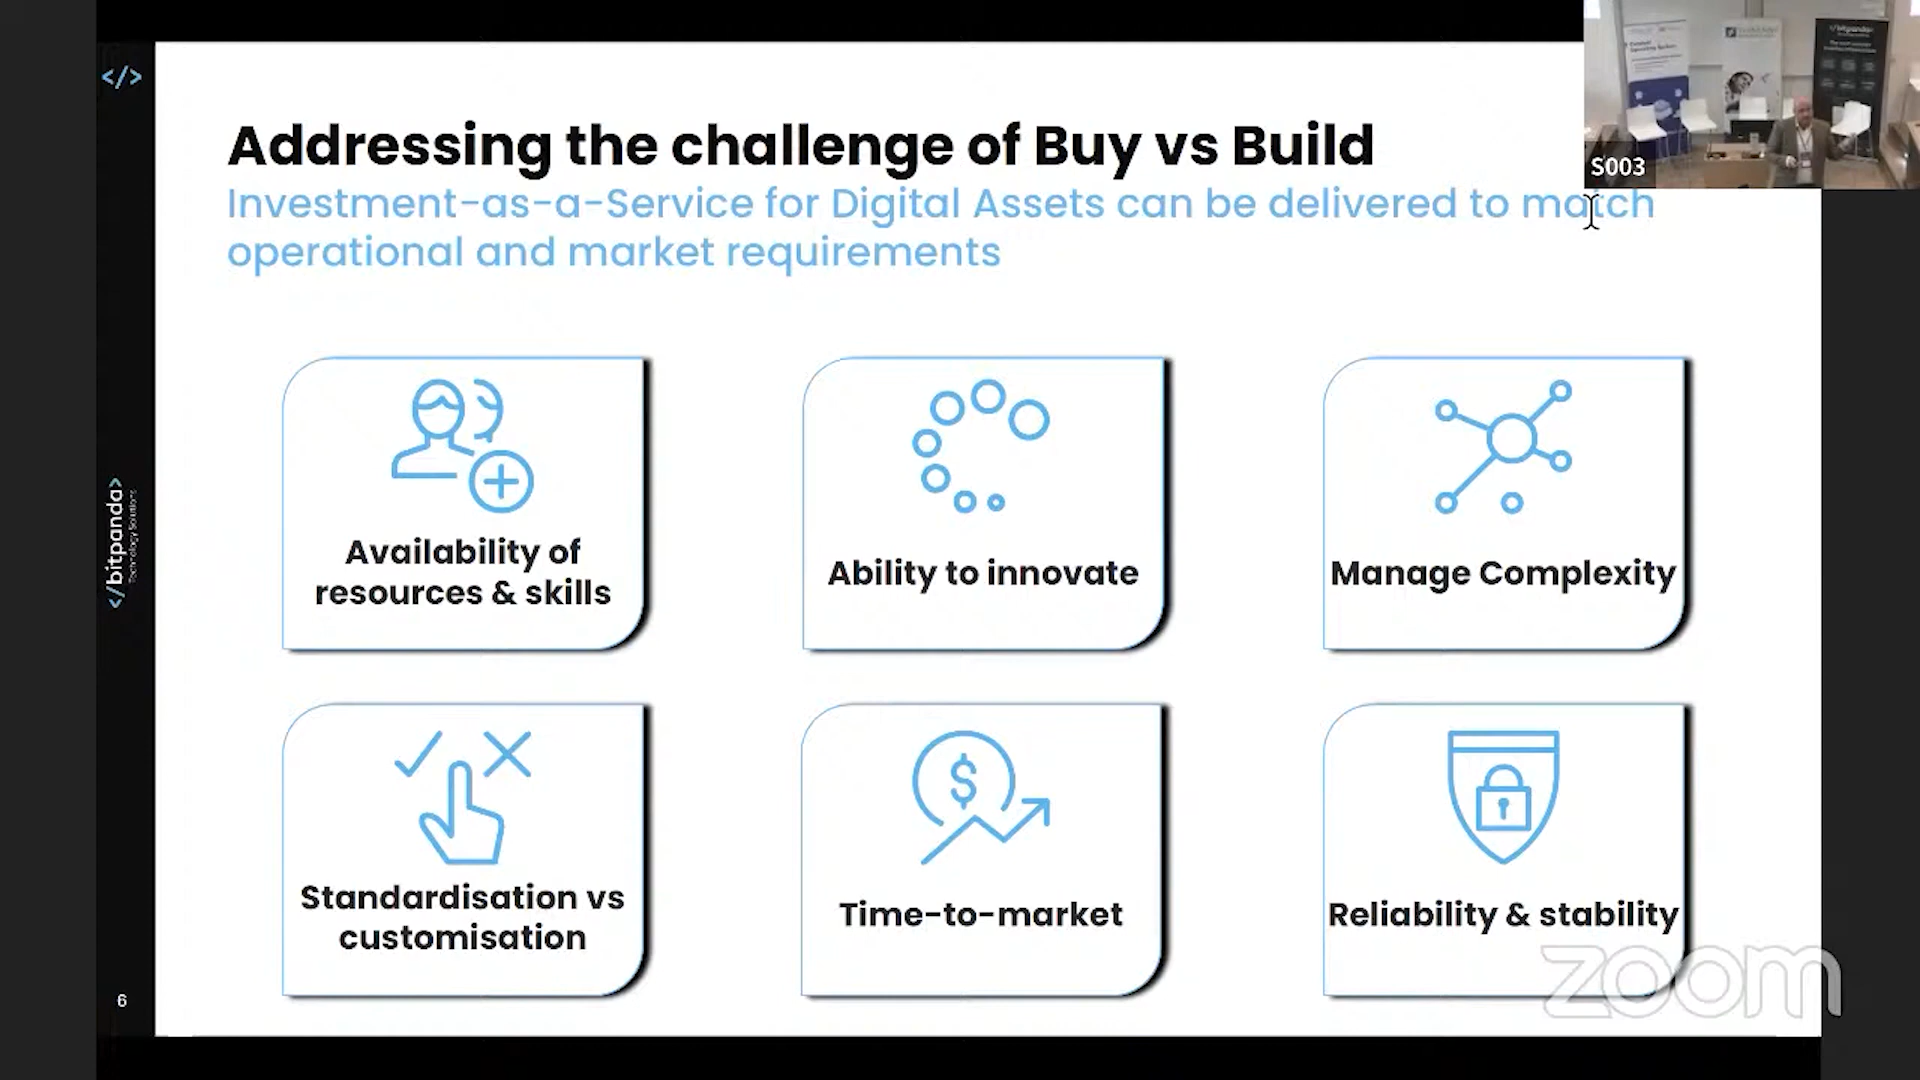 </>
Addressing the challenge of Buy vs Build
Investment-as-a-Service for Digital Assets can be delivered to match
operational and market requirements
S003
</bitpanda>
Technology Solutions
Availability of
resources & skills
Ability to innovate
Manage Complexity
Standardisation vs
customisation
Time-to-market
Reliability & stability
6
zoom